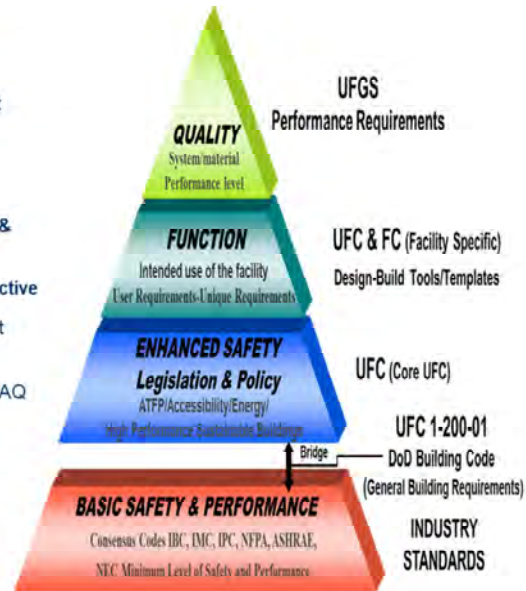 &
ctive
t
AQ
QUALITY
System/material
Performance level
UFGS
Performance Requirements
FUNCTION
Intended use of the facility
User Requirements-Unique Requirements
UFC & FC (Facility Specific)
Design-Build Tools/Templates
ENHANCED SAFETY
Legislation & Policy
ATFP/Accessibility/Energy/
High Performance Sustainable Buildings
UFC (Core UFC)
Bridge
UFC 1-200-01
DoD Building Code
(General Building Requirements)
BASIC SAFETY & PERFORMANCE
Consensus Codes IBC, IMC, IPC, NFPA, ASHRAE,
NEC Minimum Level of Safety and Performance
INDUSTRY
STANDARDS